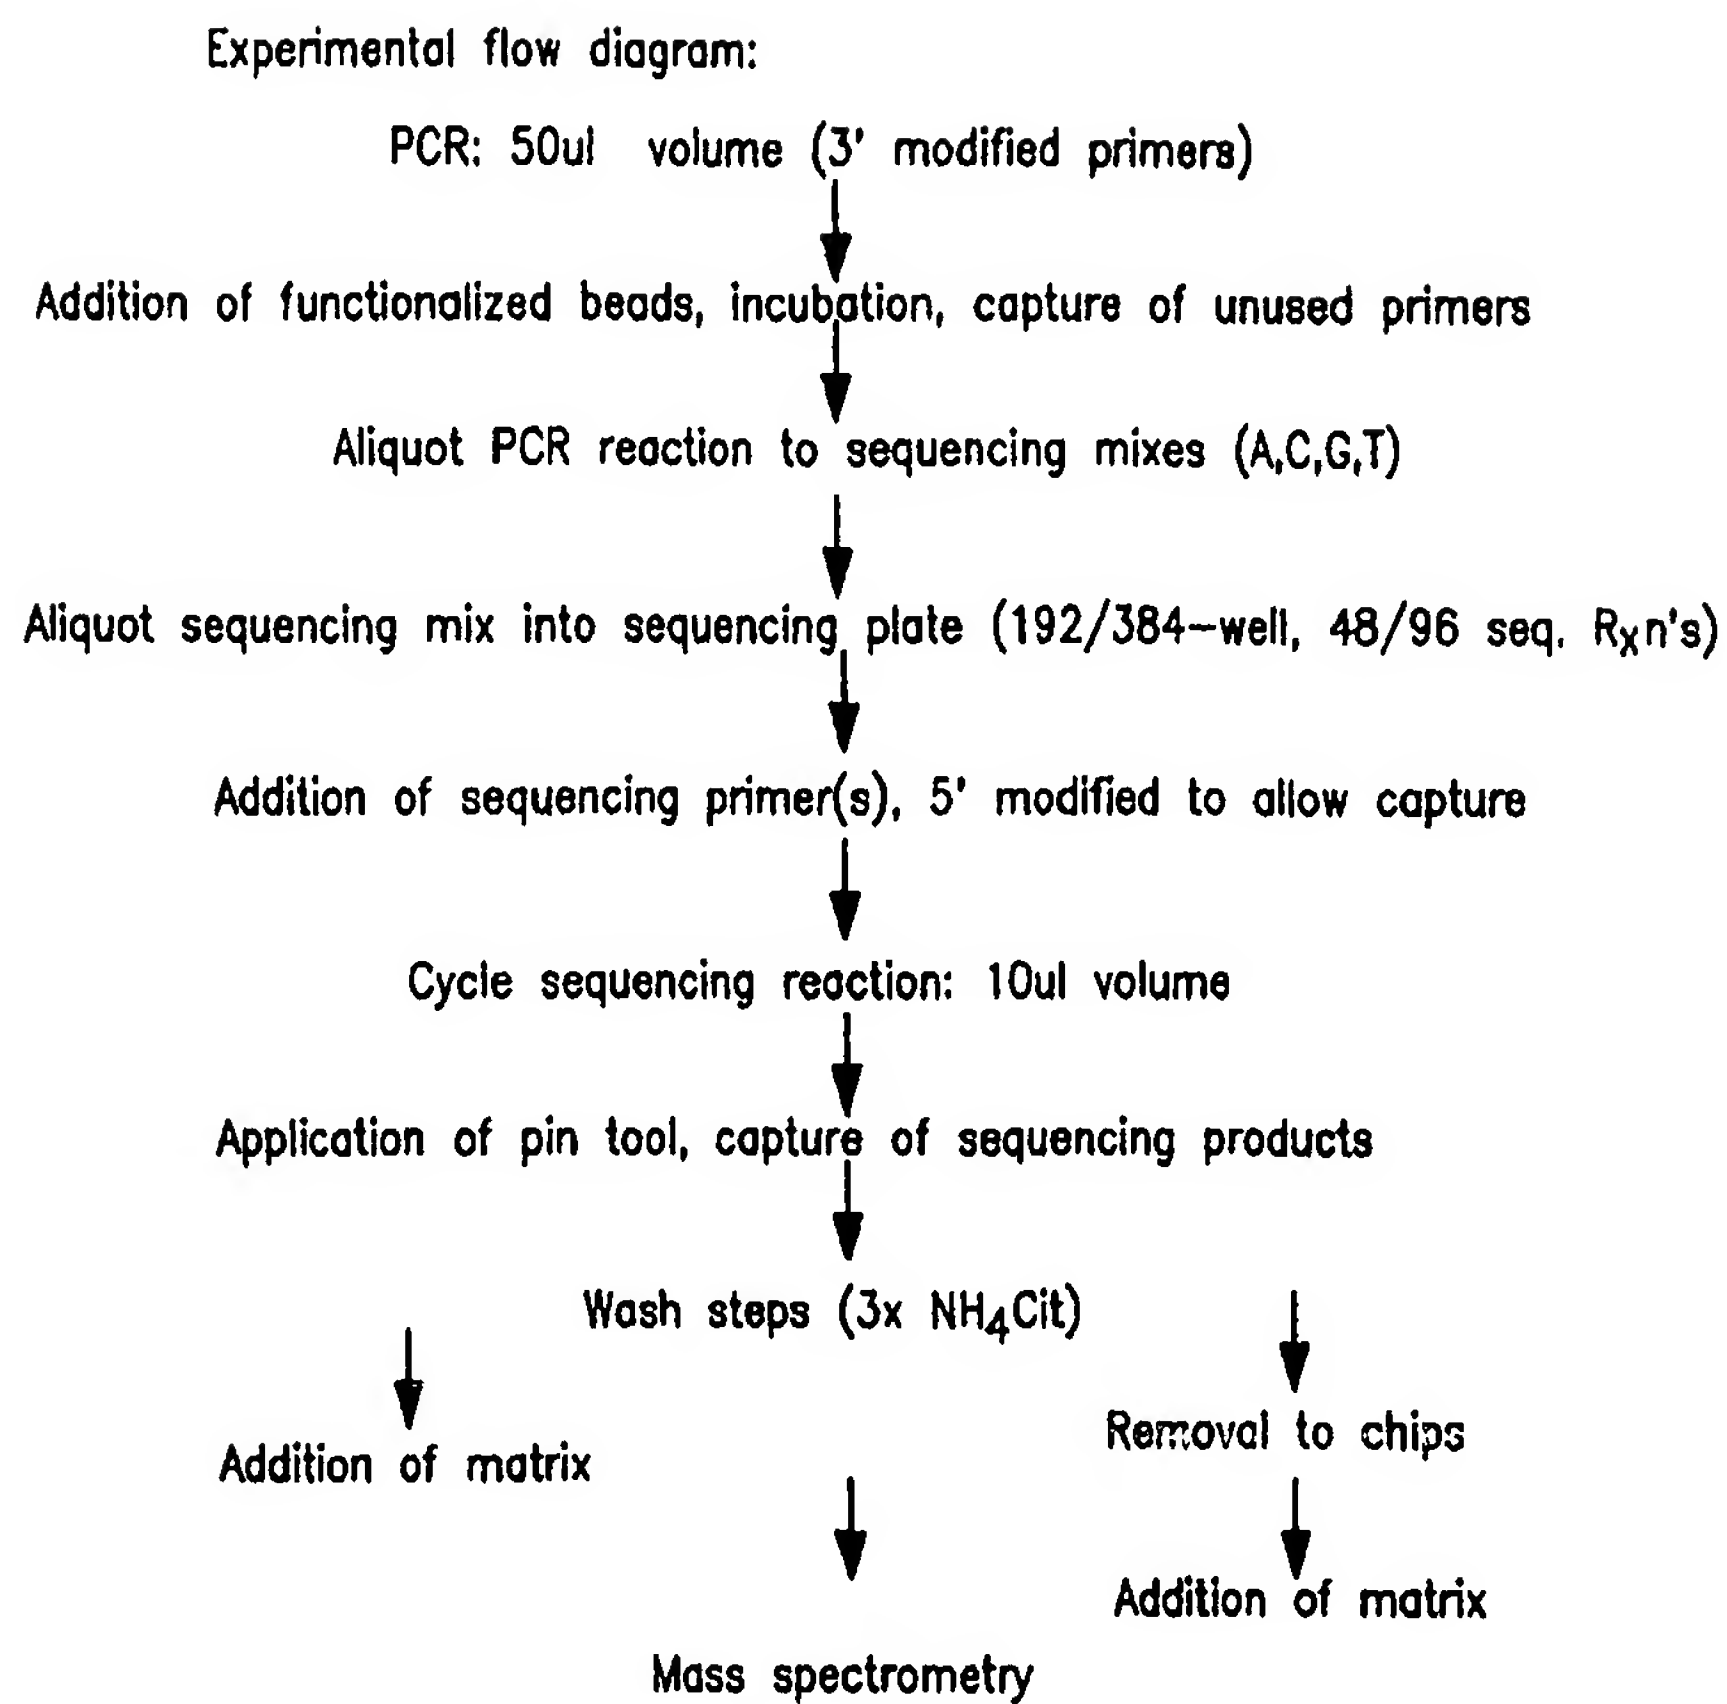 Experimental flow diagram:
PCR: 50ul volume (3' modified primers)
Addition of functionalized beads, incubation, capture of unused primers
Aliquot PCR reaction to sequencing mixes (A,C,G,T)
Aliquot sequencing mix into sequencing plate (192/384-well, 48/96 seq. RXn's)
Addition of sequencing primer(s), 5' modified to allow capture
Cycle sequencing reaction: 10ul volume
Application of pin tool, capture of sequencing products
Wash steps (3x NH4Cit)
Addition of matrix
Removal to chips
Addition of matrix
Mass spectrometry